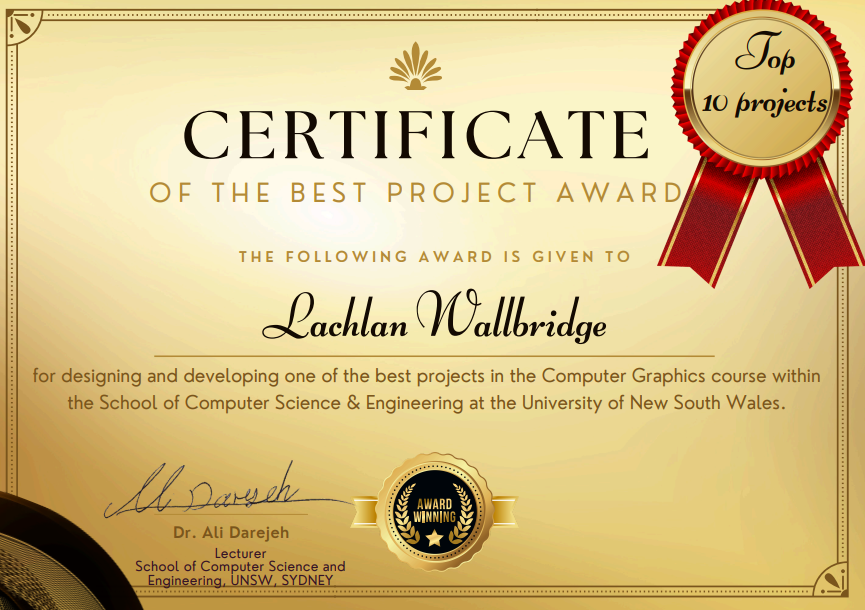 Top
10 projects
CERTIFICATE
OF THE BEST PROJECT AWARD
THE FOLLOWING AWARD IS GIVEN TO
Lachlan Wallbridge
for designing and developing one of the best projects in the Computer Graphics course within
the School of Computer Science & Engineering at the University of New South Wales.
Ali Darejeh
AWARD
WINNING
Dr. Ali Darejeh
Lecturer
School of Computer Science and
Engineering, UNSW, SYDNEY